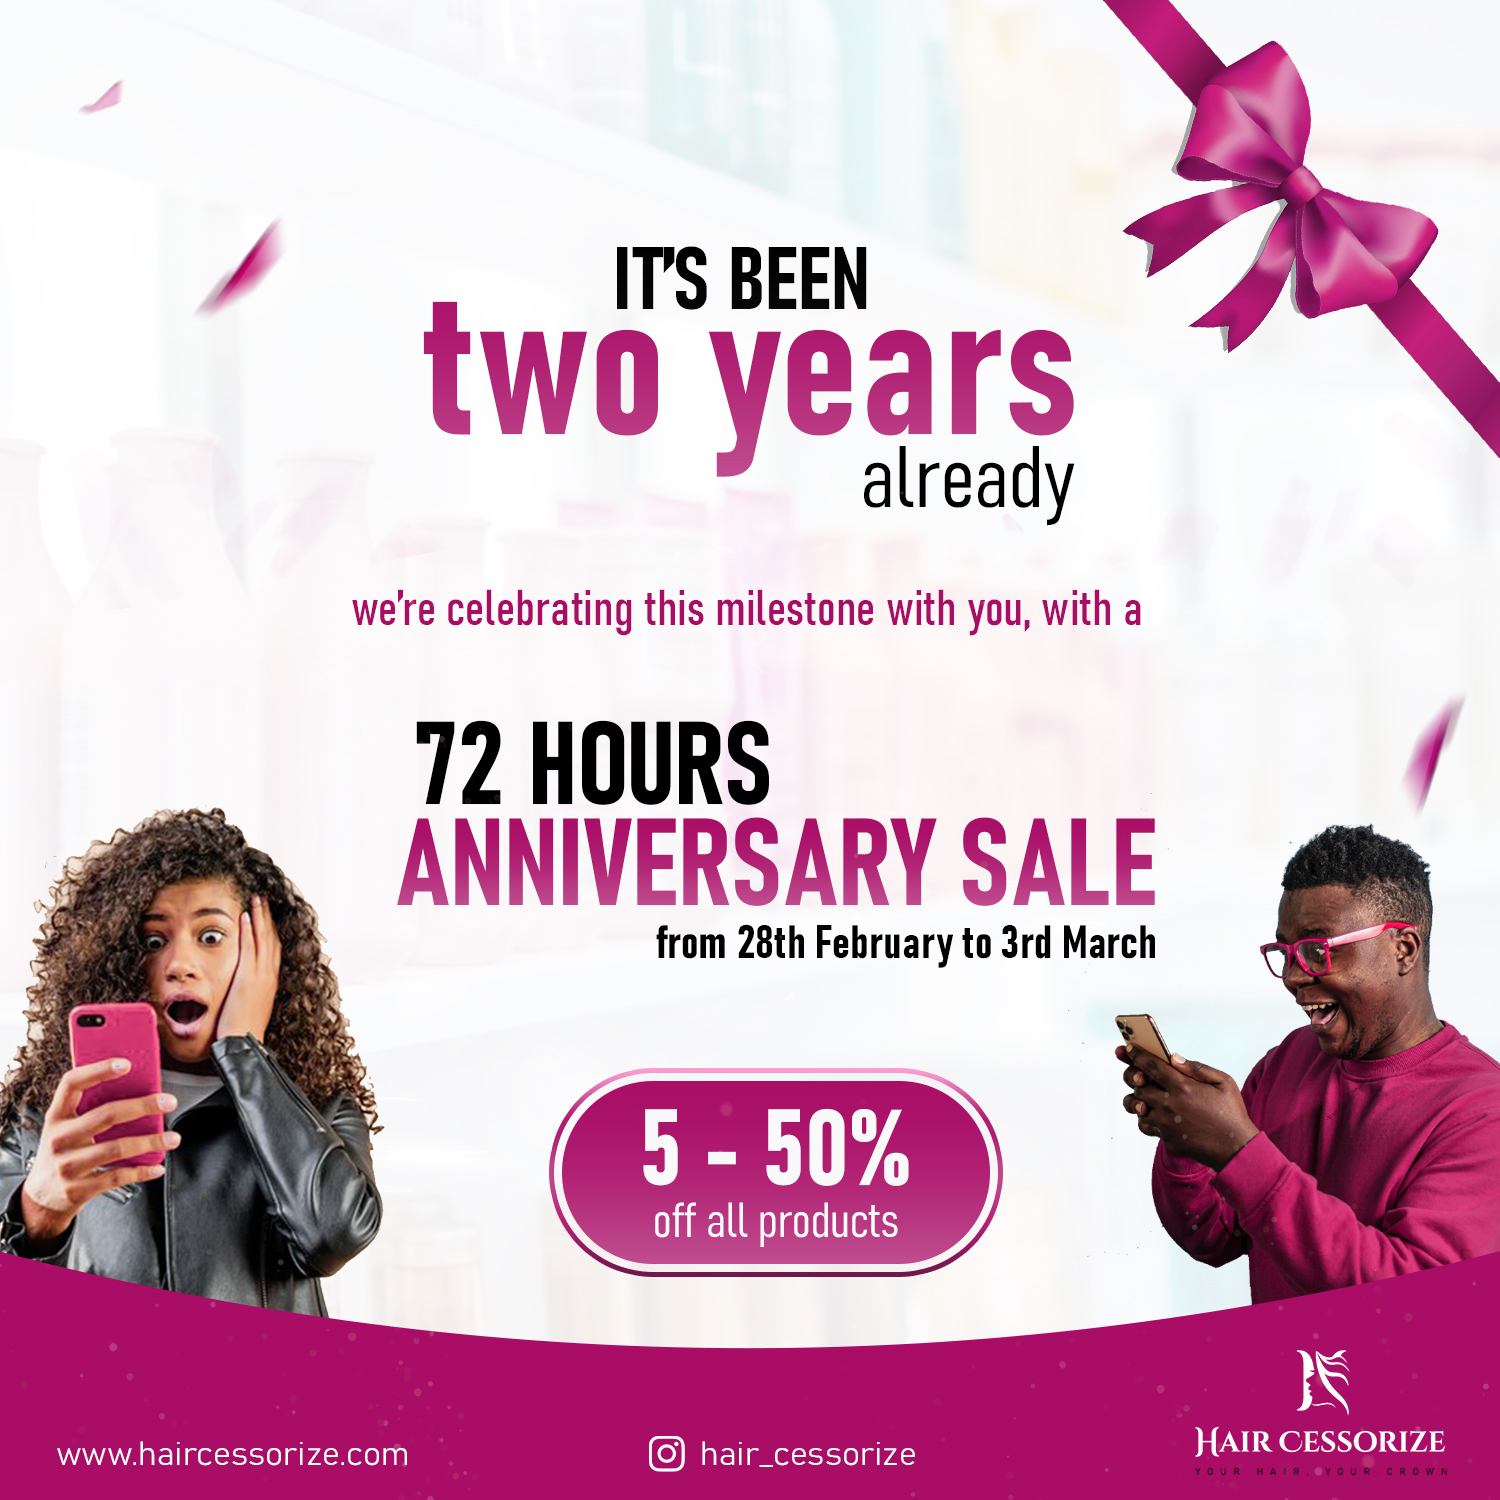 IT'S BEEN
two years
already
we're celebrating this milestone with you, with a
72 HOURS
ANNIVERSARY SALE
from 28th February to 3rd March
5 - 50%
off all products
www.haircessorize.com
hair_cessorize
HAIR CESSORIZE
YOUR HAIR, YOUR CROWN